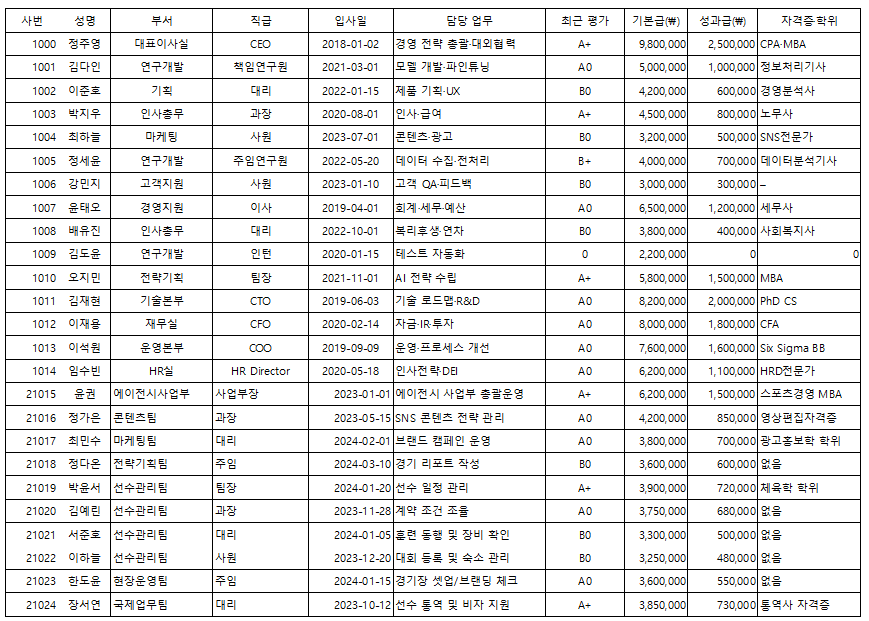 사번 성명 부서 직급 입사일 담당 업무 최근 평가 기본급(₩) 성과급(₩) 자격증·학위
1000 정주영 대표이사실 CEO 2018-01-02 경영 전략 총괄·대외협력 A+ 9,800,000 2,500,000 CPA·MBA
1001 김다인 연구개발 책임연구원 2021-03-01 모델 개발·파인튜닝 A0 5,000,000 1,000,000 정보처리기사
1002 이준호 기획 대리 2022-01-15 제품 기획·UX B0 4,200,000 600,000 경영분석사
1003 박지우 인사총무 과장 2020-08-01 인사·급여 A+ 4,500,000 800,000 노무사
1004 최하늘 마케팅 사원 2023-07-01 콘텐츠·광고 B0 3,200,000 500,000 SNS전문가
1005 정세윤 연구개발 주임연구원 2022-05-20 데이터 수집·전처리 B+ 4,000,000 700,000 데이터분석기사
1006 강민지 고객지원 사원 2023-01-10 고객 QA·피드백 B0 3,000,000 300,000 –
1007 윤태오 경영지원 이사 2019-04-01 회계·세무·예산 A0 6,500,000 1,200,000 세무사
1008 배유진 인사총무 대리 2022-10-01 복리후생·연차 B0 3,800,000 400,000 사회복지사
1009 김도윤 연구개발 인턴 2020-01-15 테스트 자동화 0 2,200,000 0 0
1010 오지민 전략기획 팀장 2021-11-01 AI 전략 수립 A+ 5,800,000 1,500,000 MBA
1011 김재현 기술본부 CTO 2019-06-03 기술 로드맵·R&D A0 8,200,000 2,000,000 PhD CS
1012 이재용 재무실 CFO 2020-02-14 자금·IR·투자 A0 8,000,000 1,800,000 CFA
1013 이석원 운영본부 COO 2019-09-09 운영·프로세스 개선 A0 7,600,000 1,600,000 Six Sigma BB
1014 임수빈 HR실 HR Director 2020-05-18 인사전략·DEI A0 6,200,000 1,100,000 HRD전문가
21015 윤권 에이전시사업부 사업부장 2023-01-01 에이전시 사업부 총괄운영 A+ 6,200,000 1,500,000 스포츠경영 MBA
21016 정가은 콘텐츠팀 과장 2023-05-15 SNS 콘텐츠 전략 관리 A0 4,200,000 850,000 영상편집자격증
21017 최민수 마케팅팀 대리 2024-02-01 브랜드 캠페인 운영 A0 3,800,000 700,000 광고홍보학 학위
21018 정다온 전략기획팀 주임 2024-03-10 경기 리포트 작성 B0 3,600,000 600,000 없음
21019 박윤서 선수관리팀 팀장 2024-01-20 선수 일정 관리 A+ 3,900,000 720,000 체육학 학위
21020 김예린 선수관리팀 과장 2023-11-28 계약 조건 조율 A0 3,750,000 680,000 없음
21021 서준호 선수관리팀 대리 2024-01-05 훈련 동행 및 장비 확인 B0 3,300,000 500,000 없음
21022 이하늘 선수관리팀 사원 2023-12-20 대회 등록 및 숙소 관리 B0 3,250,000 480,000 없음
21023 한도윤 현장운영팀 주임 2024-01-15 경기장 셋업/브랜딩 체크 A0 3,600,000 550,000 없음
21024 장서연 국제업무팀 대리 2023-10-12 선수 통역 및 비자 지원 A+ 3,850,000 730,000 통역사 자격증